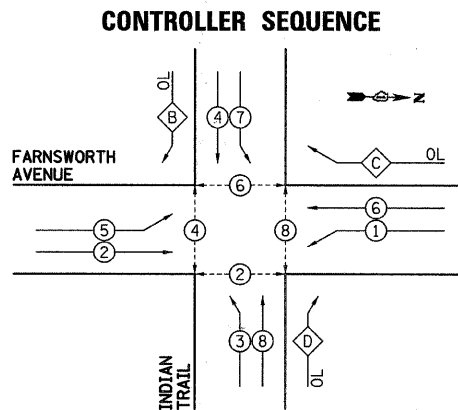 CONTROLLER SEQUENCE
OL
B
4
7
N
C
OL
FARNSWORTH
AVENUE
6
5
2
4
8
6
1
2
3
8
D
OL
INDIAN
TRAIL